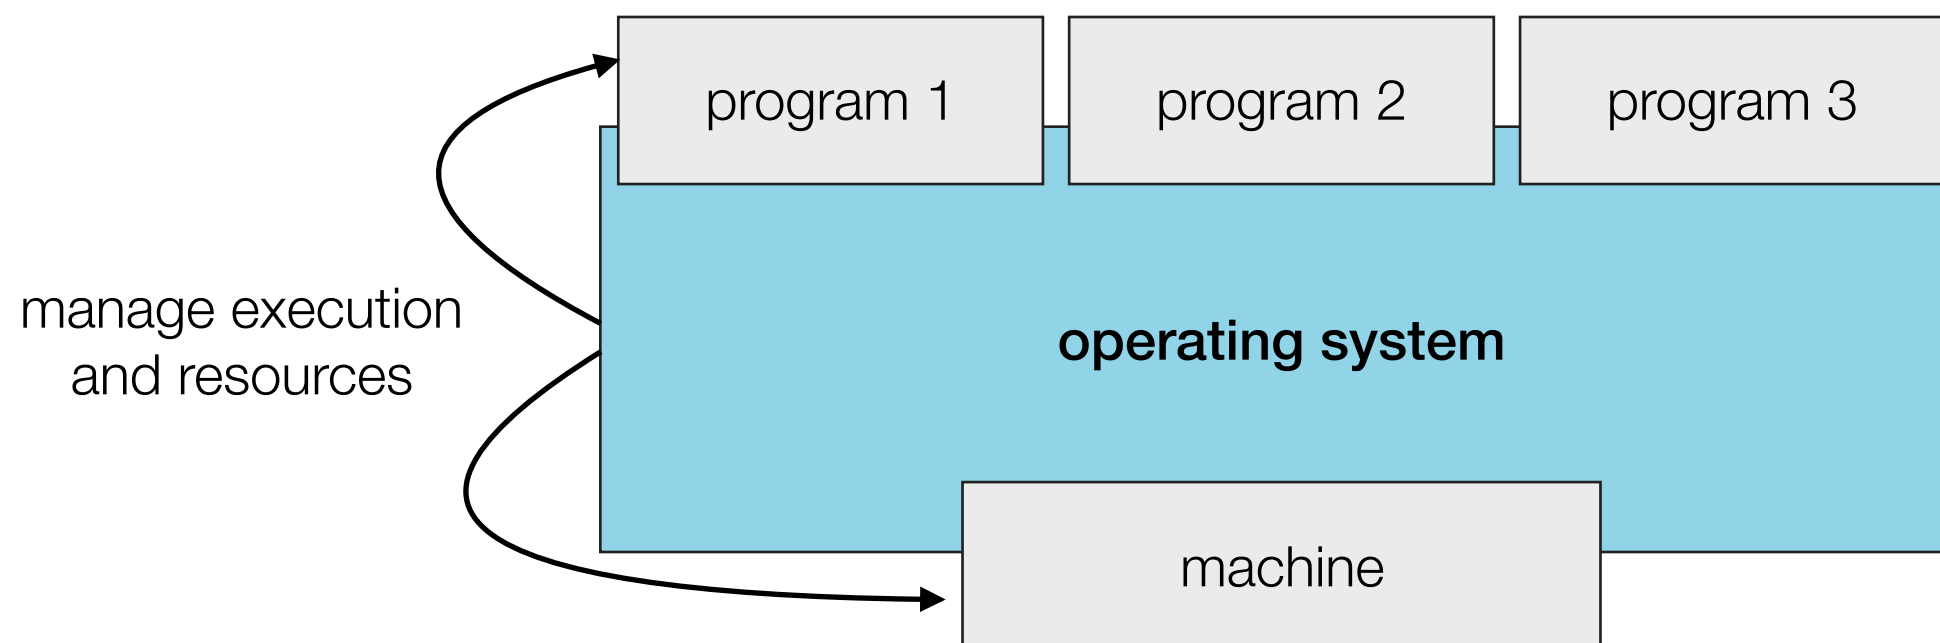 program 1
program 2
program 3
manage execution
and resources
operating system
machine